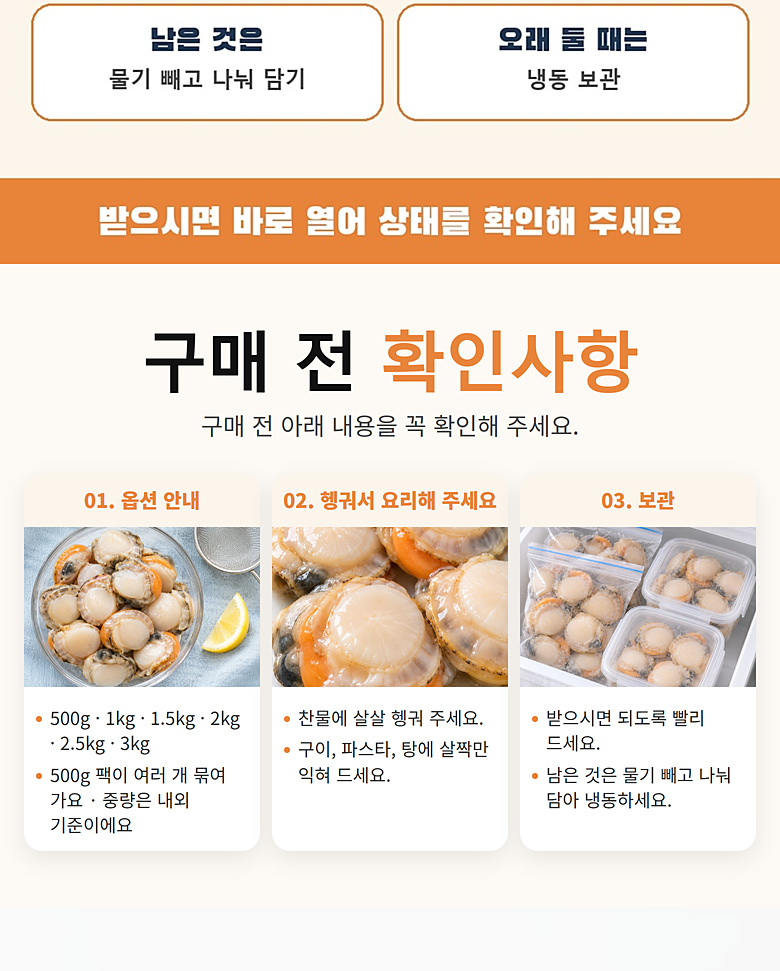 남은 것은
물기 빼고 나눠 담기
오래 둘 때는
냉동 보관
받으시면 바로 열어 상태를 확인해 주세요
구매 전 확인사항
구매 전 아래 내용을 꼭 확인해 주세요.
01. 옵션 안내
500g · 1kg · 1.5kg · 2kg
· 2.5kg · 3kg
500g 팩이 여러 개 묶여
가요 · 중량은 내외
기준이에요
02. 헹궈서 요리해 주세요
찬물에 살살 헹궈 주세요.
구이, 파스타, 탕에 살짝만
익혀 드세요.
03. 보관
받으시면 되도록 빨리
드세요.
남은 것은 물기 빼고 나눠
담아 냉동하세요.